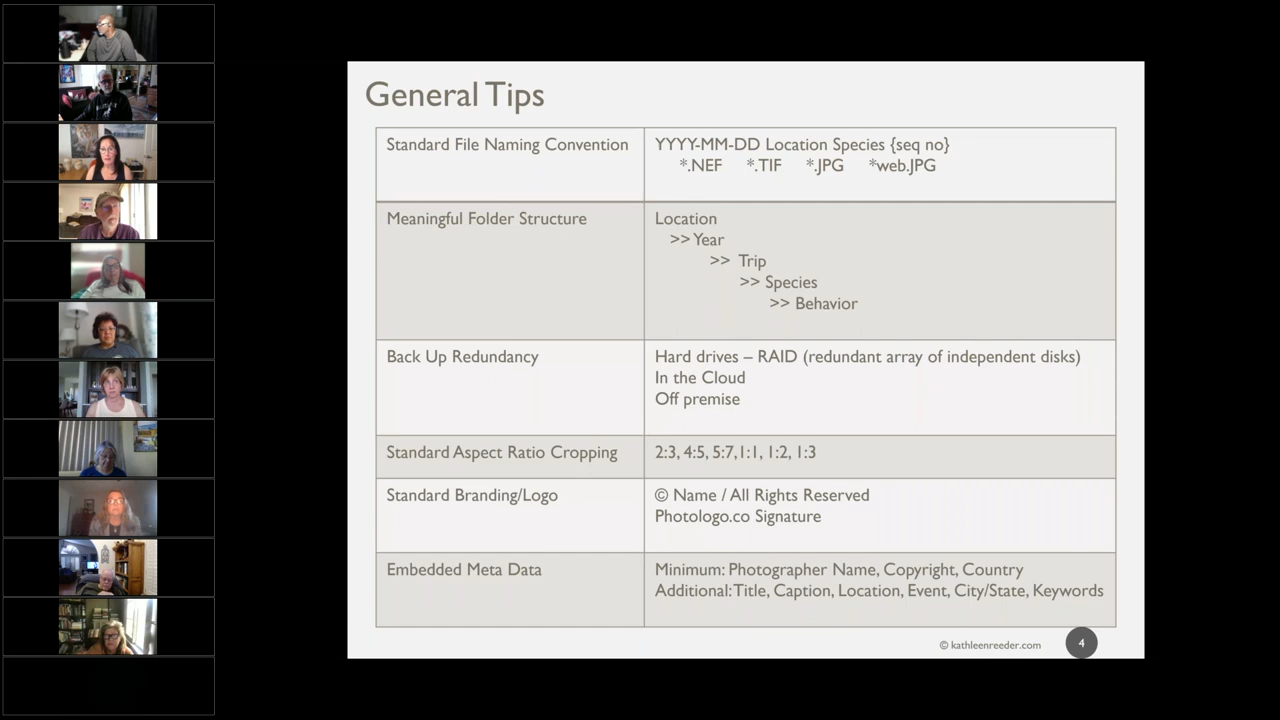 General Tips
Standard File Naming Convention
YYYY-MM-DD Location Species {seq no}
*.NEF *.TIF *.JPG *web.JPG
Meaningful Folder Structure
Location
>> Year
>> Trip
>> Species
>> Behavior
Back Up Redundancy
Hard drives – RAID (redundant array of independent disks)
In the Cloud
Off premise
Standard Aspect Ratio Cropping
2:3, 4:5, 5:7,1:1, 1:2, 1:3
Standard Branding/Logo
© Name / All Rights Reserved
Photologo.co Signature
Embedded Meta Data
Minimum: Photographer Name, Copyright, Country
Additional: Title, Caption, Location, Event, City/State, Keywords
© kathleenreeder.com
4